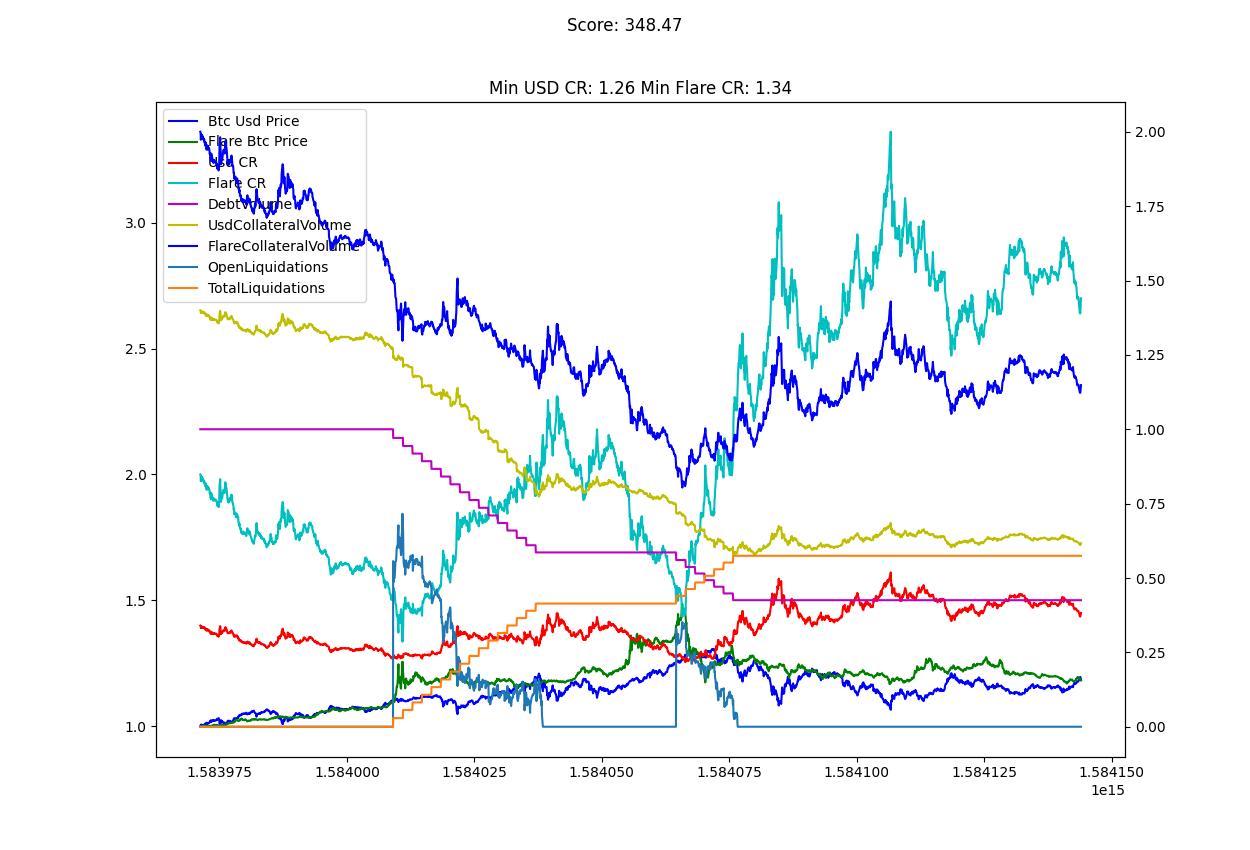 Score: 348.47
Min USD CR: 1.26 Min Flare CR: 1.34
Btc Usd Price
Flare Btc Price
Usd CR
Flare CR
DebtVolume
UsdCollateralVolume
FlareCollateralVolume
OpenLiquidations
TotalLiquidations
3.0
2.5
2.0
1.5
1.0
2.00
1.75
1.50
1.25
1.00
0.75
0.50
0.25
0.00
1.583975 1.584000 1.584025 1.584050 1.584075 1.584100 1.584125 1.584150
1e15